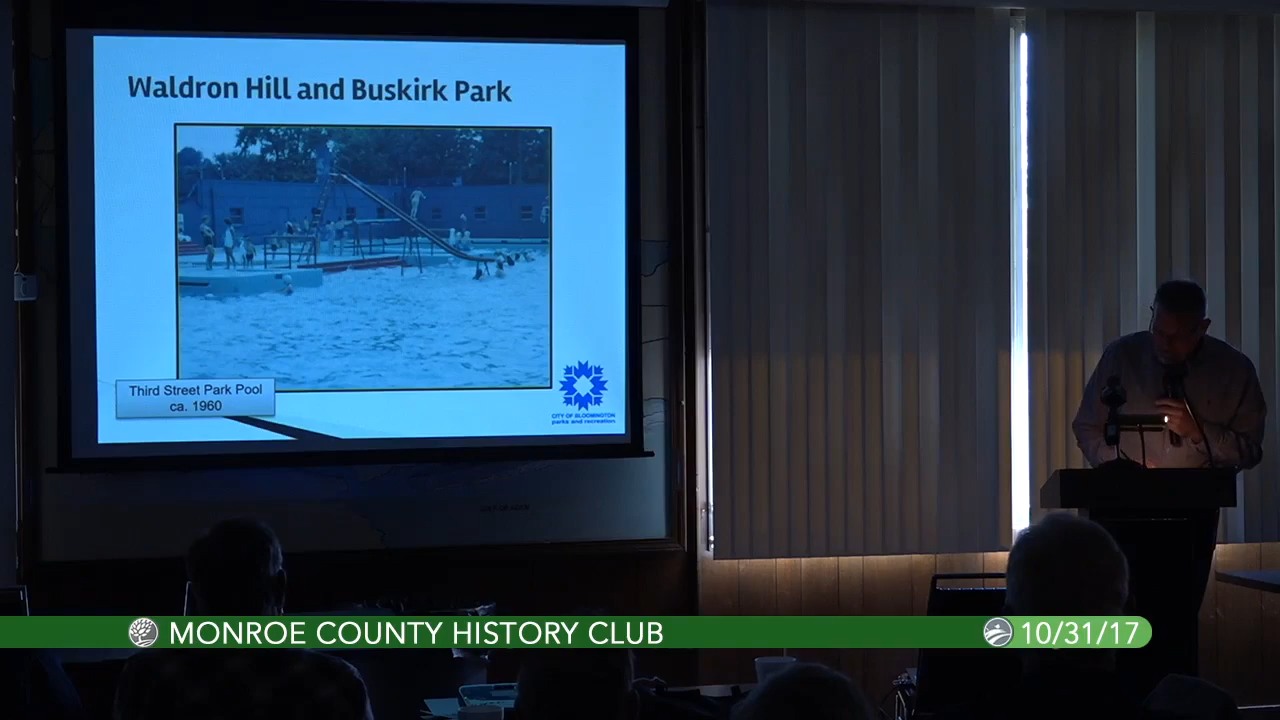 Waldron Hill and Buskirk Park
Third Street Park Pool
ca. 1960
CITY OF BLOOMINGTON
parks and recreation
MONROE COUNTY HISTORY CLUB
10/31/17